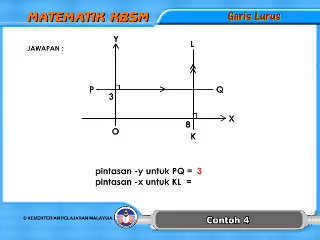 MATEMATIK KBSM
Garis Lurus
JAWAPAN :
Y
L
P
Q
3
X
O
8
K
pintasan -y untuk PQ = 3
pintasan -x untuk KL =
© KEMENTERIAN PELAJARAN MALAYSIA
Contoh 4